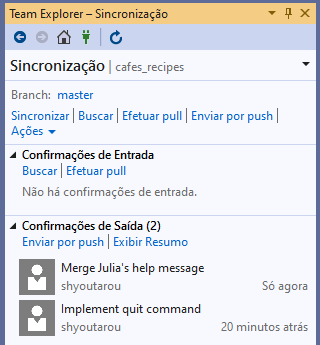 Team Explorer – Sincronização
Sincronização | cafes_recipes
Branch: master
Sincronizar | Buscar | Efetuar pull | Enviar por push |
Ações
Confirmações de Entrada
Buscar | Efetuar pull
Não há confirmações de entrada.
Confirmações de Saída (2)
Enviar por push | Exibir Resumo
Merge Julia's help message
shyoutarou Só agora
Implement quit command
shyoutarou 20 minutos atrás